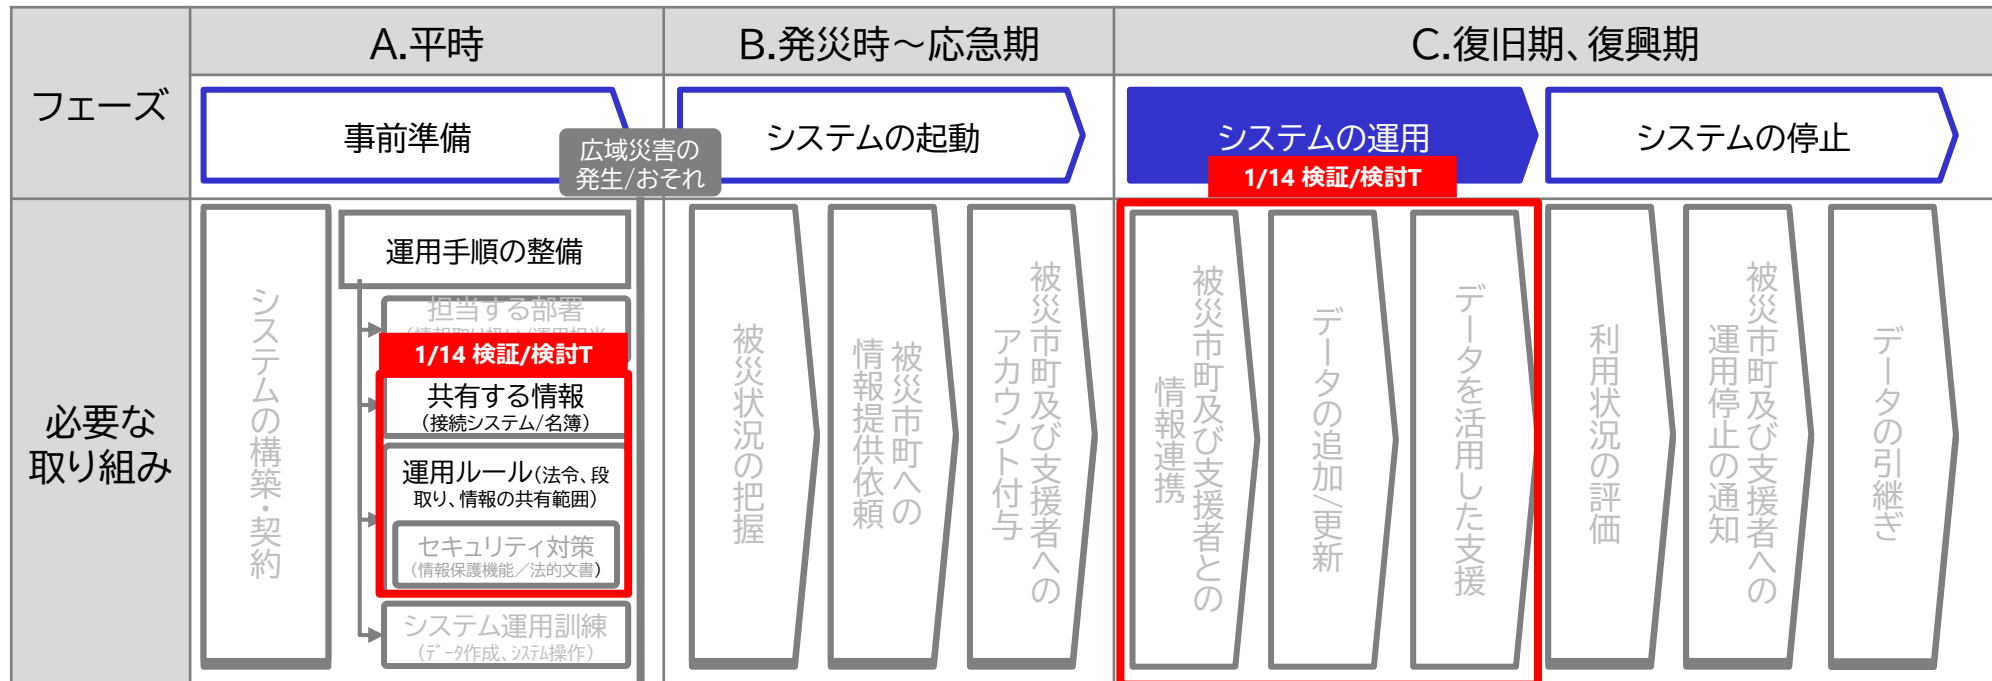 フェーズ
A.平時
B.発災時～応急期
C.復旧期、復興期
事前準備
広域災害の
発生/おそれ
システムの起動
システムの運用
1/14 検証/検討T
システムの停止
必要な
取り組み
システムの構築・契約
運用手順の整備
担当する部署
1/14 検証/検討T
共有する情報
（接続システム/名簿）
運用ルール(法令、段
取り、情報の共有範囲）
セキュリティ対策
（情報保護機能／法的文書）
システム運用訓練
（ﾃﾞｰﾀ作成、ｼｽﾃﾑ操作）
被災状況の把握
被災市町への
情報提供依頼
被災市町及び支援者への
アカウント付与
被災市町及び支援者との
情報連携
データの追加/更新
データを活用した支援
利用状況の評価
被災市町及び支援者への
運用停止の通知
データの引継ぎ